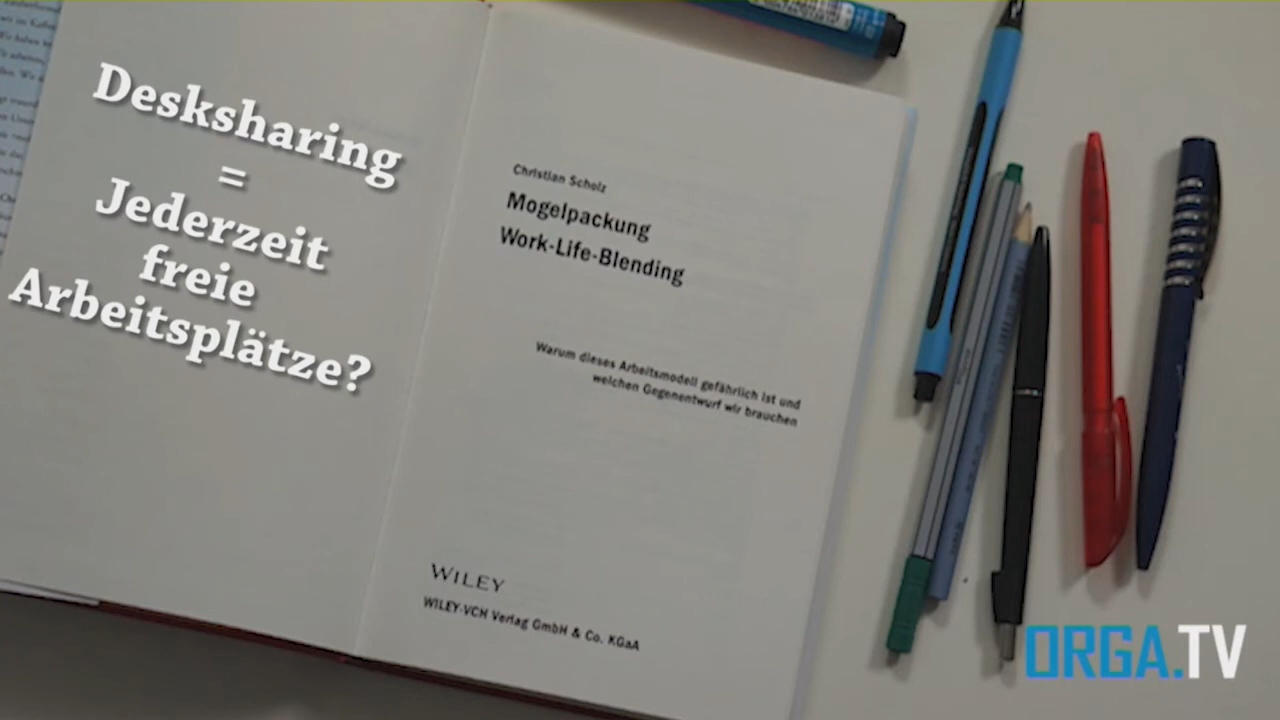 Desksharing
=
Jederzeit
freie
Arbeitsplätze?
Christian Scholz
Mogelpackung
Work-Life-Blending
Warum dieses Arbeitsmodell gefährlich ist und
welchen Gegenentwurf wir brauchen
WILEY
WILEY-VCH Verlag GmbH & Co. KGaA
ORGA.TV